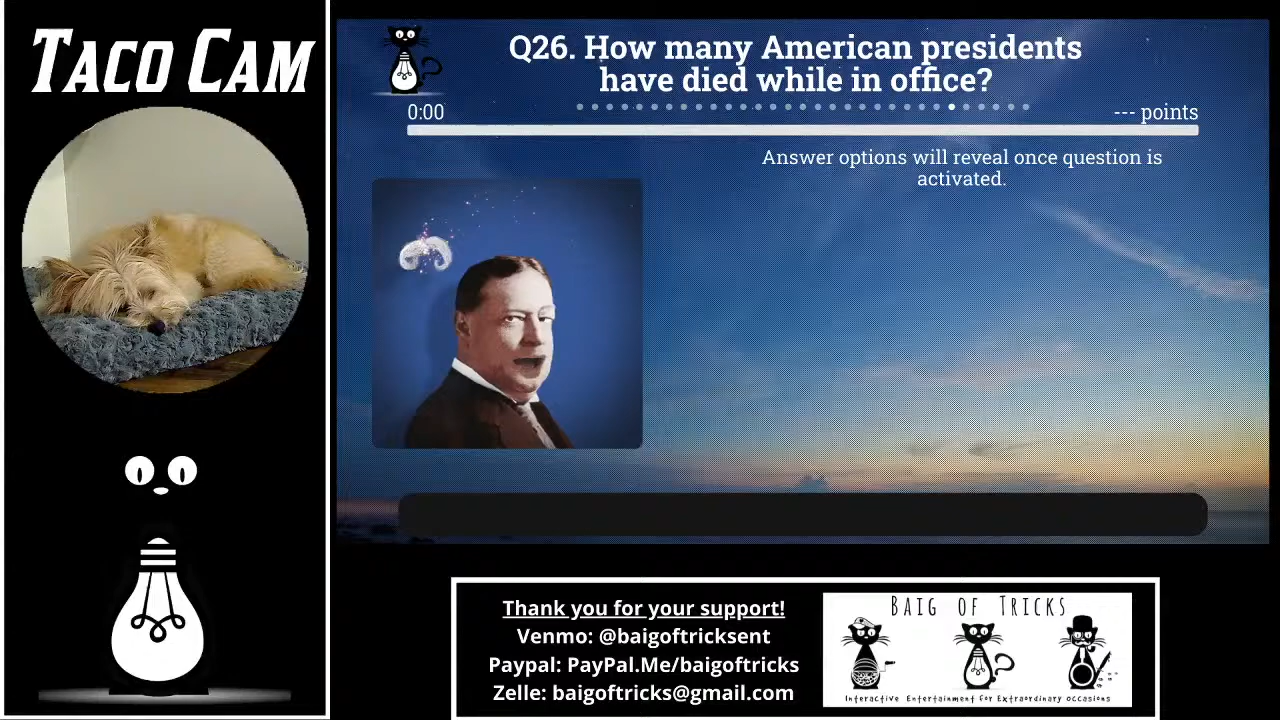 TACO CAM
Q26. How many American presidents
have died while in office?
0:00
--- points
Answer options will reveal once question is
activated.
Thank you for your support!
Venmo: @baigoftricksent
Paypal: PayPal.Me/baigoftricks
Zelle: baigoftricks@gmail.com
BAIG OF TRICKS
Interactive Entertainment for Extraordinary Occasions